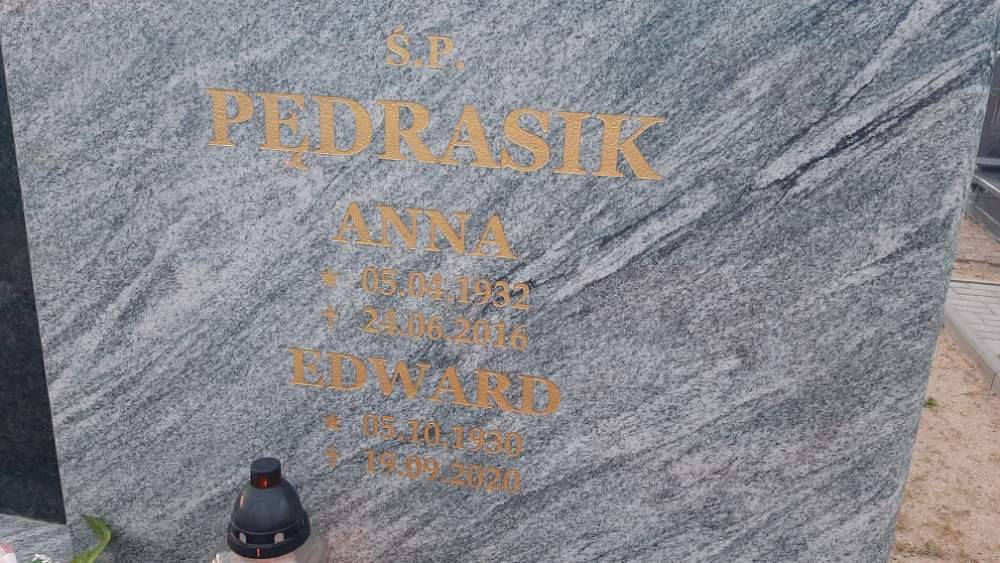 Ś.P.
PĘDRASIK
ANNA
* 05.04.1932
† 24.06.2016
EDWARD
* 05.10.1930
† 19.09.2020